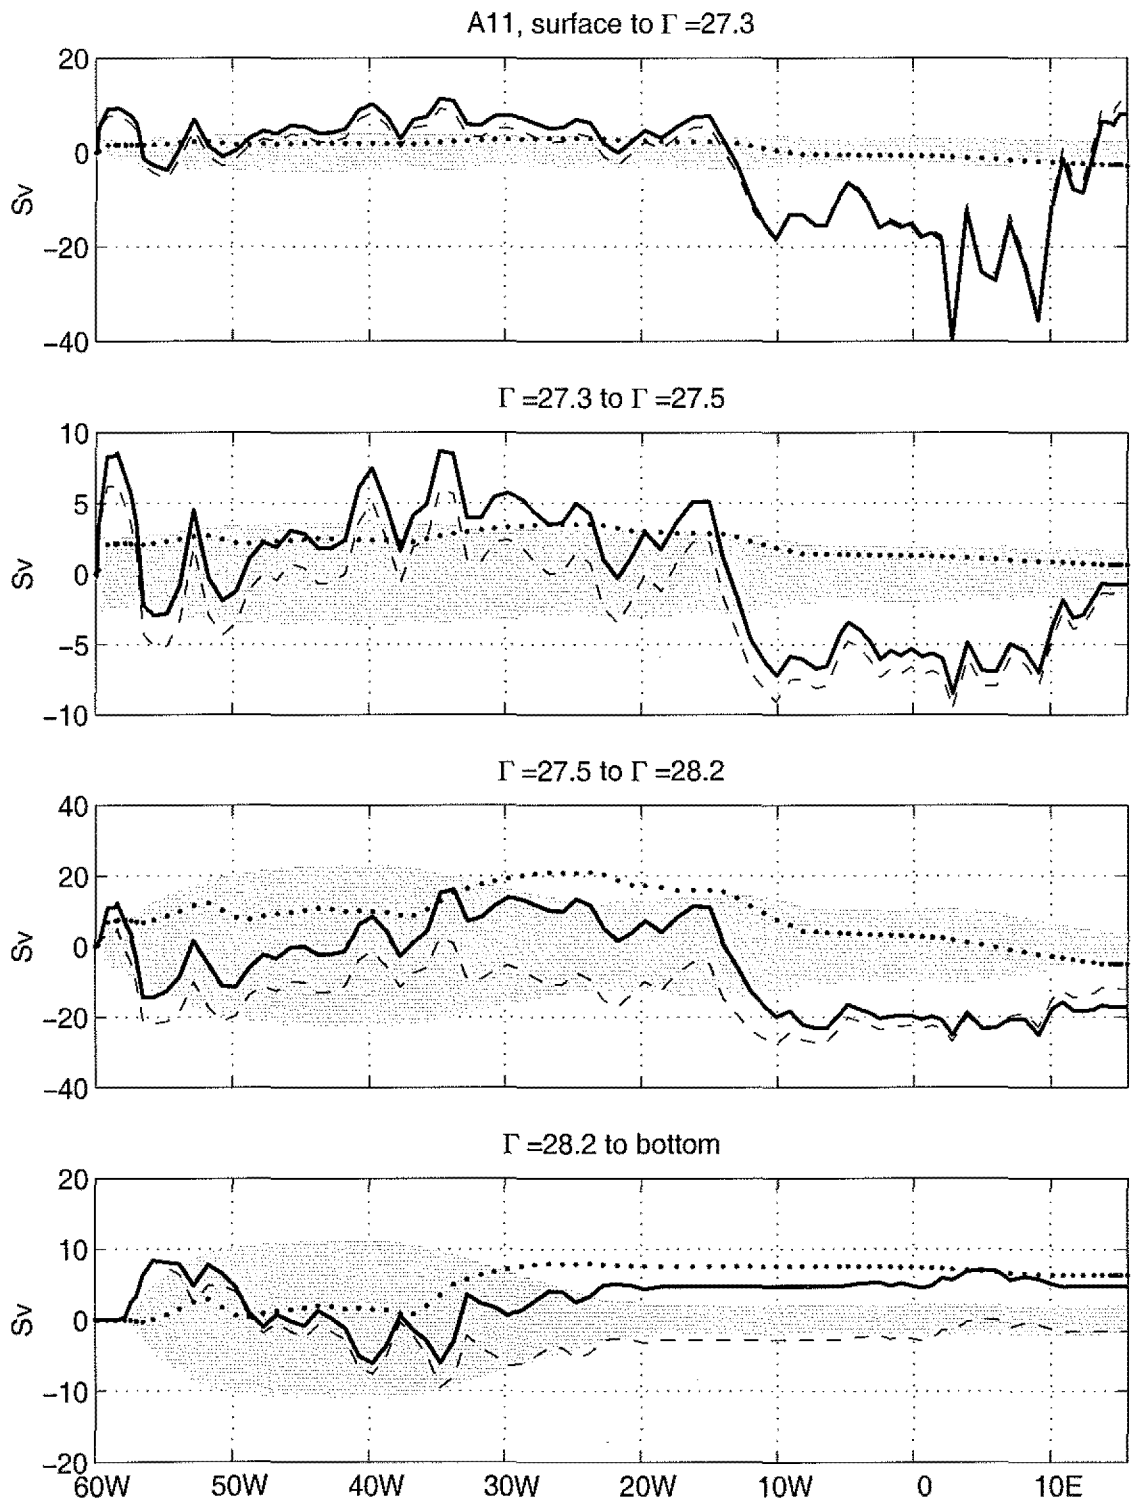 A11, surface to Γ =27.3
20
0
−20
−40
Sv
Γ =27.3 to Γ =27.5
10
5
0
−5
−10
Sv
Γ =27.5 to Γ =28.2
40
20
0
−20
−40
Sv
Γ =28.2 to bottom
20
10
0
−10
−20
Sv
60W 50W 40W 30W 20W 10W 0 10E